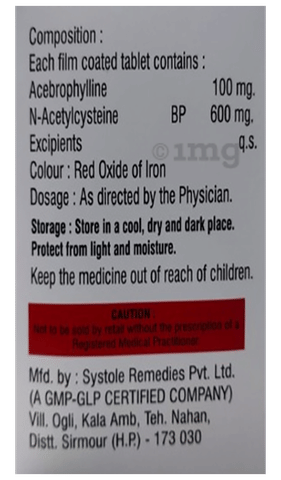 Composition :
Each film coated tablet contains :
Acebrophylline 100 mg.
N-Acetylcysteine BP 600 mg,
Excipients q.s.
© 1mg
Colour : Red Oxide of Iron
Dosage : As directed by the Physician.
Storage : Store in a cool, dry and dark place.
Protect from light and moisture.
Keep the medicine out of reach of children.
CAUTION :
Not to be sold by retail without the prescription of a
Registered Medical Practitioner.
Mfd. by : Systole Remedies Pvt. Ltd.
(A GMP-GLP CERTIFIED COMPANY)
Vill. Ogli, Kala Amb, Teh. Nahan,
Distt. Sirmour (H.P.) - 173 030